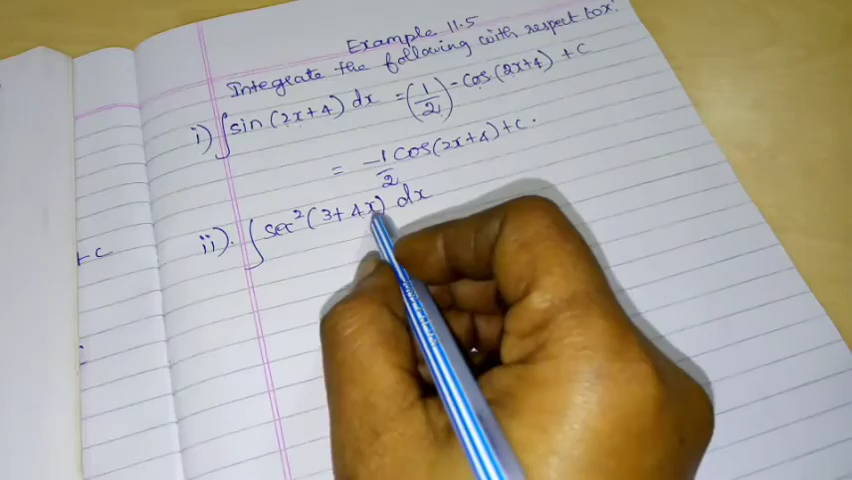 Example 11.5
Integrate the following with respect to x:
i) ∫sin (2x+4) dx = (1/2) - cos(2x+4) + C
= -1/2 cos(2x+4) + c.
ii). ∫sec²(3+4x) dx
+ c